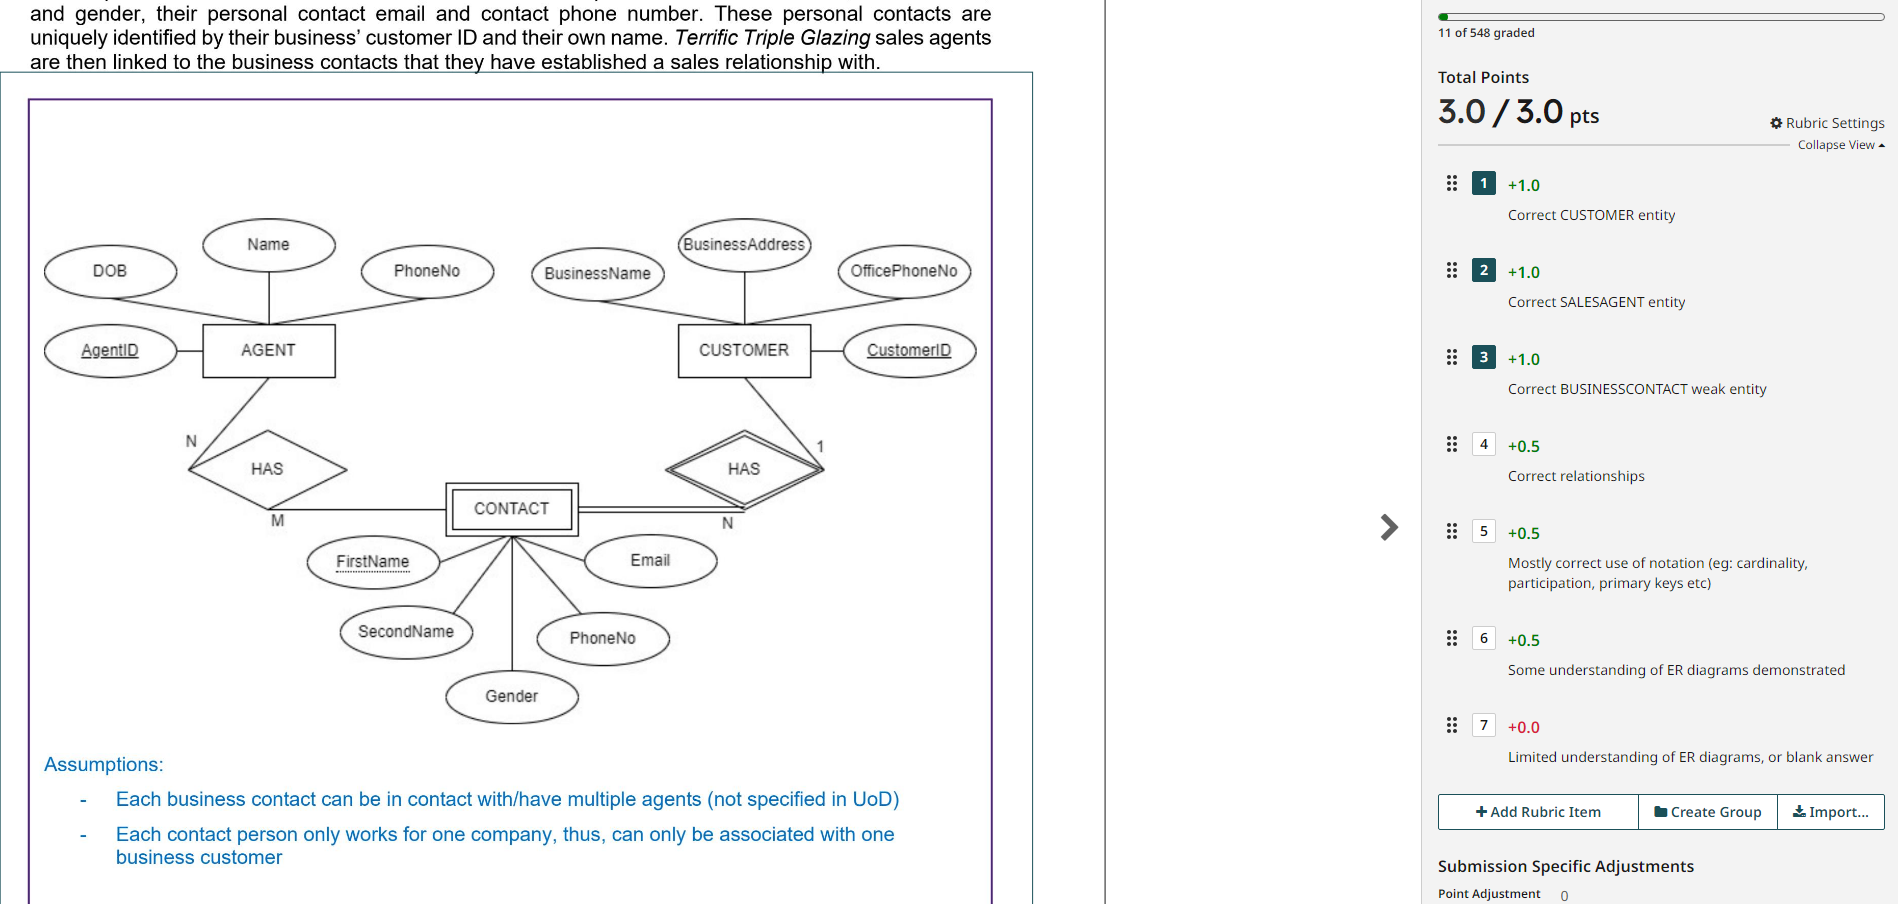 and gender, their personal contact email and contact phone number. These personal contacts are
uniquely identified by their business' customer ID and their own name. Terrific Triple Glazing sales agents
are then linked to the business contacts that they have established a sales relationship with.
Name
BusinessAddress
DOB
PhoneNo
BusinessName
OfficePhoneNo
AgentID
AGENT
CUSTOMER
CustomerID
N
1
HAS
HAS
CONTACT
M
N
FirstName
Email
SecondName
PhoneNo
Gender
Assumptions:
- Each business contact can be in contact with/have multiple agents (not specified in UoD)
- Each contact person only works for one company, thus, can only be associated with one
business customer
11 of 548 graded
Total Points
3.0 / 3.0 pts
Rubric Settings
Collapse View
1 +1.0
Correct CUSTOMER entity
2 +1.0
Correct SALESAGENT entity
3 +1.0
Correct BUSINESSCONTACT weak entity
4 +0.5
Correct relationships
5 +0.5
Mostly correct use of notation (eg: cardinality,
participation, primary keys etc)
6 +0.5
Some understanding of ER diagrams demonstrated
7 +0.0
Limited understanding of ER diagrams, or blank answer
+ Add Rubric Item
Create Group
Import...
Submission Specific Adjustments
Point Adjustment 0